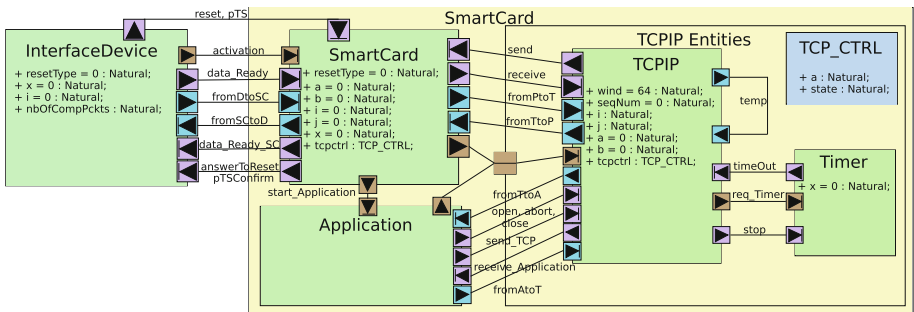 reset, pTS
SmartCard
InterfaceDevice
+ resetType = 0 : Natural;
+ x = 0 : Natural;
+ i = 0 : Natural;
+ nbOfCompPckts : Natural;
activation
data_Ready
fromDtoSC
fromSCtoD
data_Ready_SC
answerToReset
pTSConfirm
SmartCard
+ resetType = 0 : Natural;
+ a = 0 : Natural;
+ b = 0 : Natural;
+ i = 0 : Natural;
+ j = 0 : Natural;
+ x = 0 : Natural;
+ tcpctrl : TCP_CTRL;
send
receive
fromPtoT
fromTtoP
TCPIP Entities
TCPIP
+ wind = 64 : Natural;
+ seqNum = 0 : Natural;
+ i : Natural;
+ j : Natural;
+ a = 0 : Natural;
+ b = 0 : Natural;
+ tcpctrl : TCP_CTRL;
temp
TCP_CTRL
+ a : Natural;
+ state : Natural;
timeOut
req_Timer
stop
Timer
+ x = 0 : Natural;
start_Application
Application
fromTtoA
open, abort,
close
send_TCP
receive_Application
fromAtoT